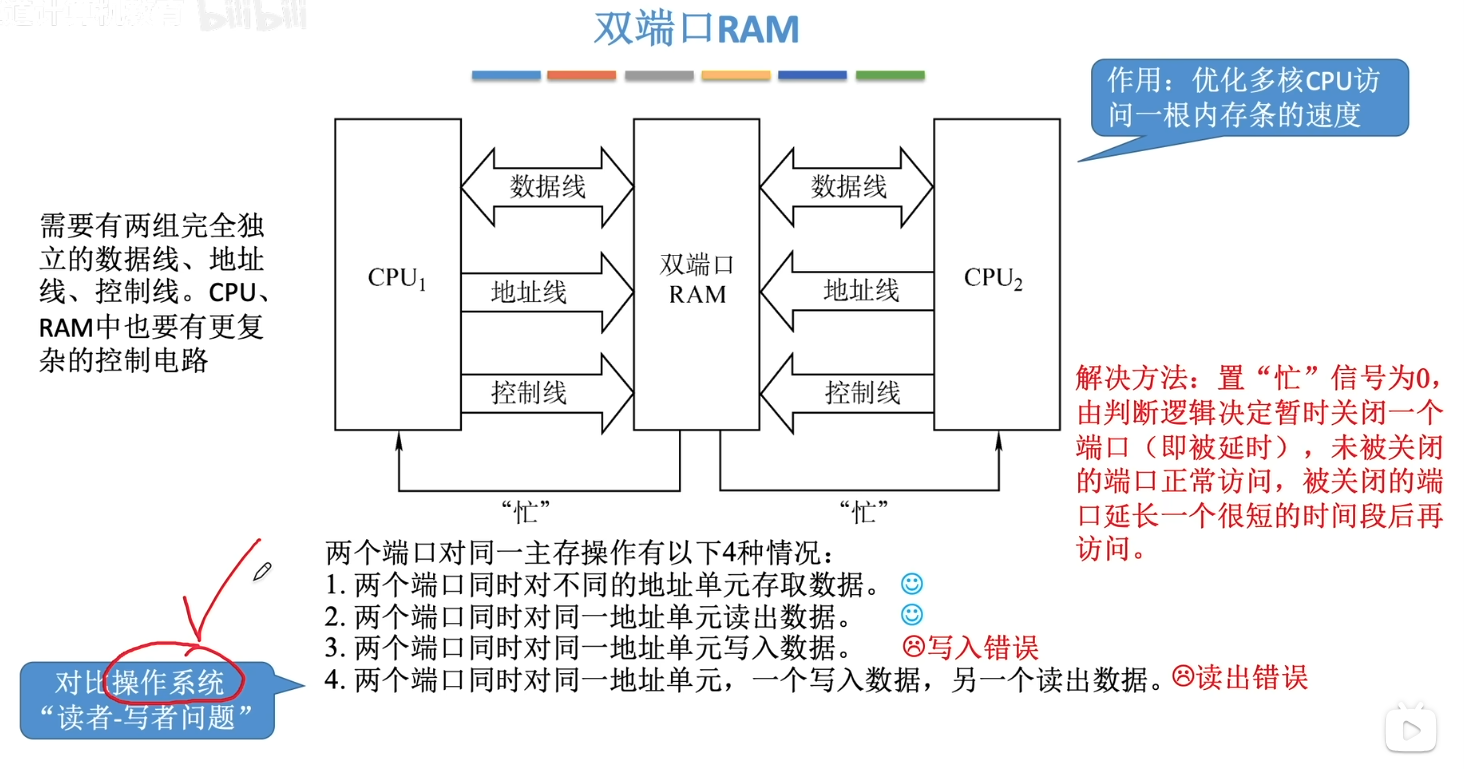 bilibili
双端口RAM
作用：优化多核CPU访
问一根内存条的速度
需要有两组完全独
立的数据线、地址
线、控制线。CPU、
RAM中也要有更复
杂的控制电路
CPU1
数据线
地址线
控制线
双端口
RAM
数据线
地址线
控制线
CPU2
“忙”
“忙”
解决方法：置“忙”信号为0，
由判断逻辑决定暂时关闭一个
端口（即被延时），未被关闭
的端口正常访问，被关闭的端
口延长一个很短的时间段后再
访问。
两个端口对同一主存操作有以下4种情况：
1. 两个端口同时对不同的地址单元存取数据。
2. 两个端口同时对同一地址单元读出数据。
3. 两个端口同时对同一地址单元写入数据。 写入错误
4. 两个端口同时对同一地址单元，一个写入数据，另一个读出数据。 读出错误
对比操作系统
“读者-写者问题”